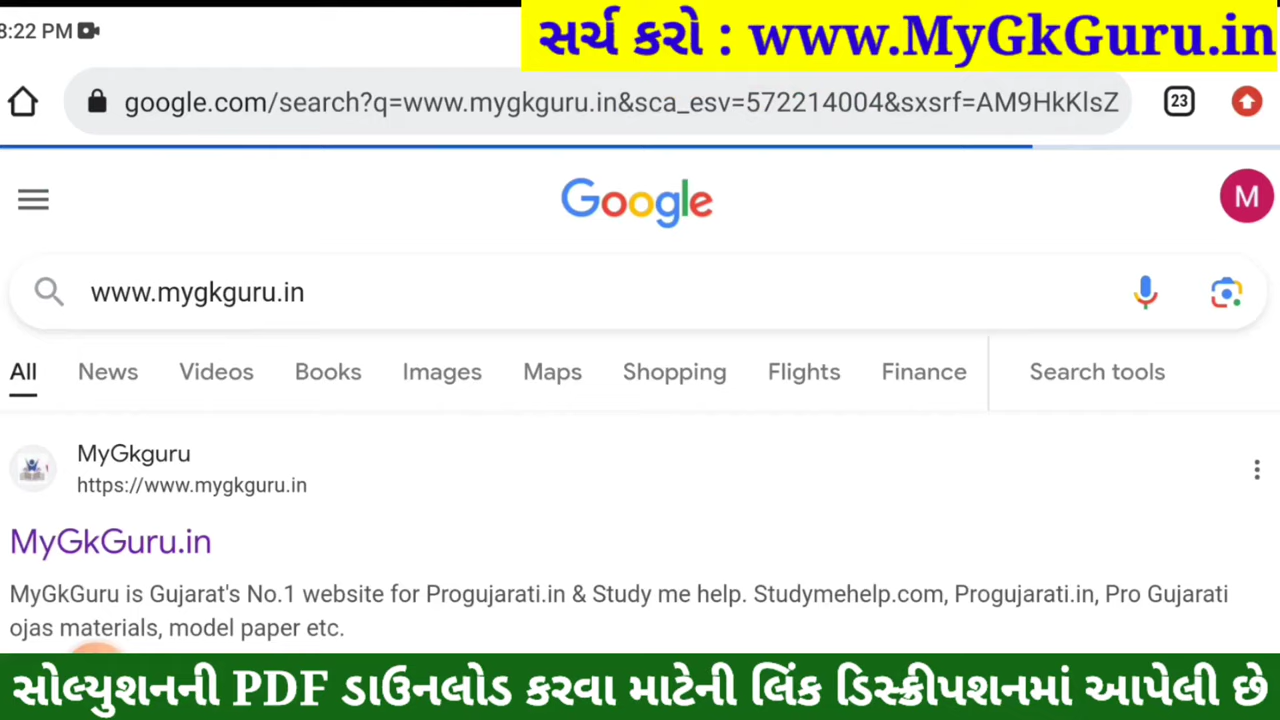 8:22 PM
સર્ચ કરો : www.MyGkGuru.in
google.com/search?q=www.mygkguru.in&sca_esv=572214004&sxsrf=AM9HkKlsZ
23
Google
M
www.mygkguru.in
All News Videos Books Images Maps Shopping Flights Finance Search tools
MyGkguru
https://www.mygkguru.in
MyGkGuru.in
MyGkGuru is Gujarat's No.1 website for Progujarati.in & Study me help. Studymehelp.com, Progujarati.in, Pro Gujarati
ojas materials, model paper etc.
સોલ્યુશનની PDF ડાઉનલોડ કરવા માટેની લિંક ડિસ્ક્રીપશનમાં આપેલી છે